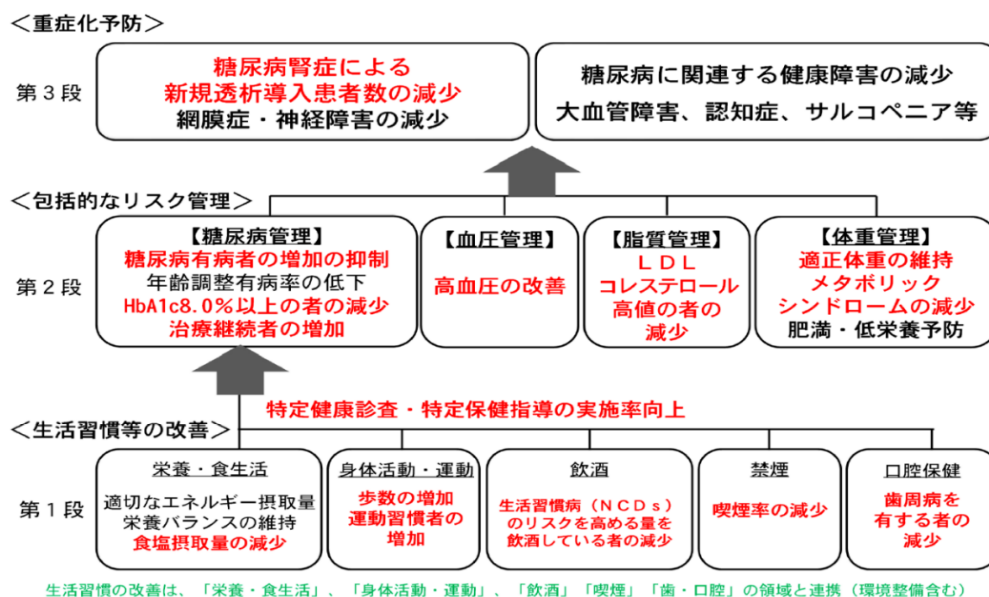 ＜重症化予防＞
第３段
糖尿病腎症による
新規透析導入患者数の減少
網膜症・神経障害の減少
糖尿病に関連する健康障害の減少
大血管障害、認知症、サルコペニア等
＜包括的なリスク管理＞
第２段
【糖尿病管理】
糖尿病有病者の増加の抑制
年齢調整有病率の低下
HbA1c8.0％以上の者の減少
治療継続者の増加
【血圧管理】
高血圧の改善
【脂質管理】
ＬＤＬ
コレステロール
高値の者の
減少
【体重管理】
適正体重の維持
メタボリック
シンドロームの減少
肥満・低栄養予防
特定健康診査・特定保健指導の実施率向上
＜生活習慣等の改善＞
第１段
栄養・食生活
適切なエネルギー摂取量
栄養バランスの維持
食塩摂取量の減少
身体活動・運動
歩数の増加
運動習慣者の
増加
飲酒
生活習慣病（ＮＣＤｓ）
のリスクを高める量を
飲酒している者の減少
禁煙
喫煙率の減少
口腔保健
歯周病を
有する者の
減少
生活習慣の改善は、「栄養・食生活」、「身体活動・運動」、「飲酒」「喫煙」「歯・口腔」の領域と連携（環境整備含む）